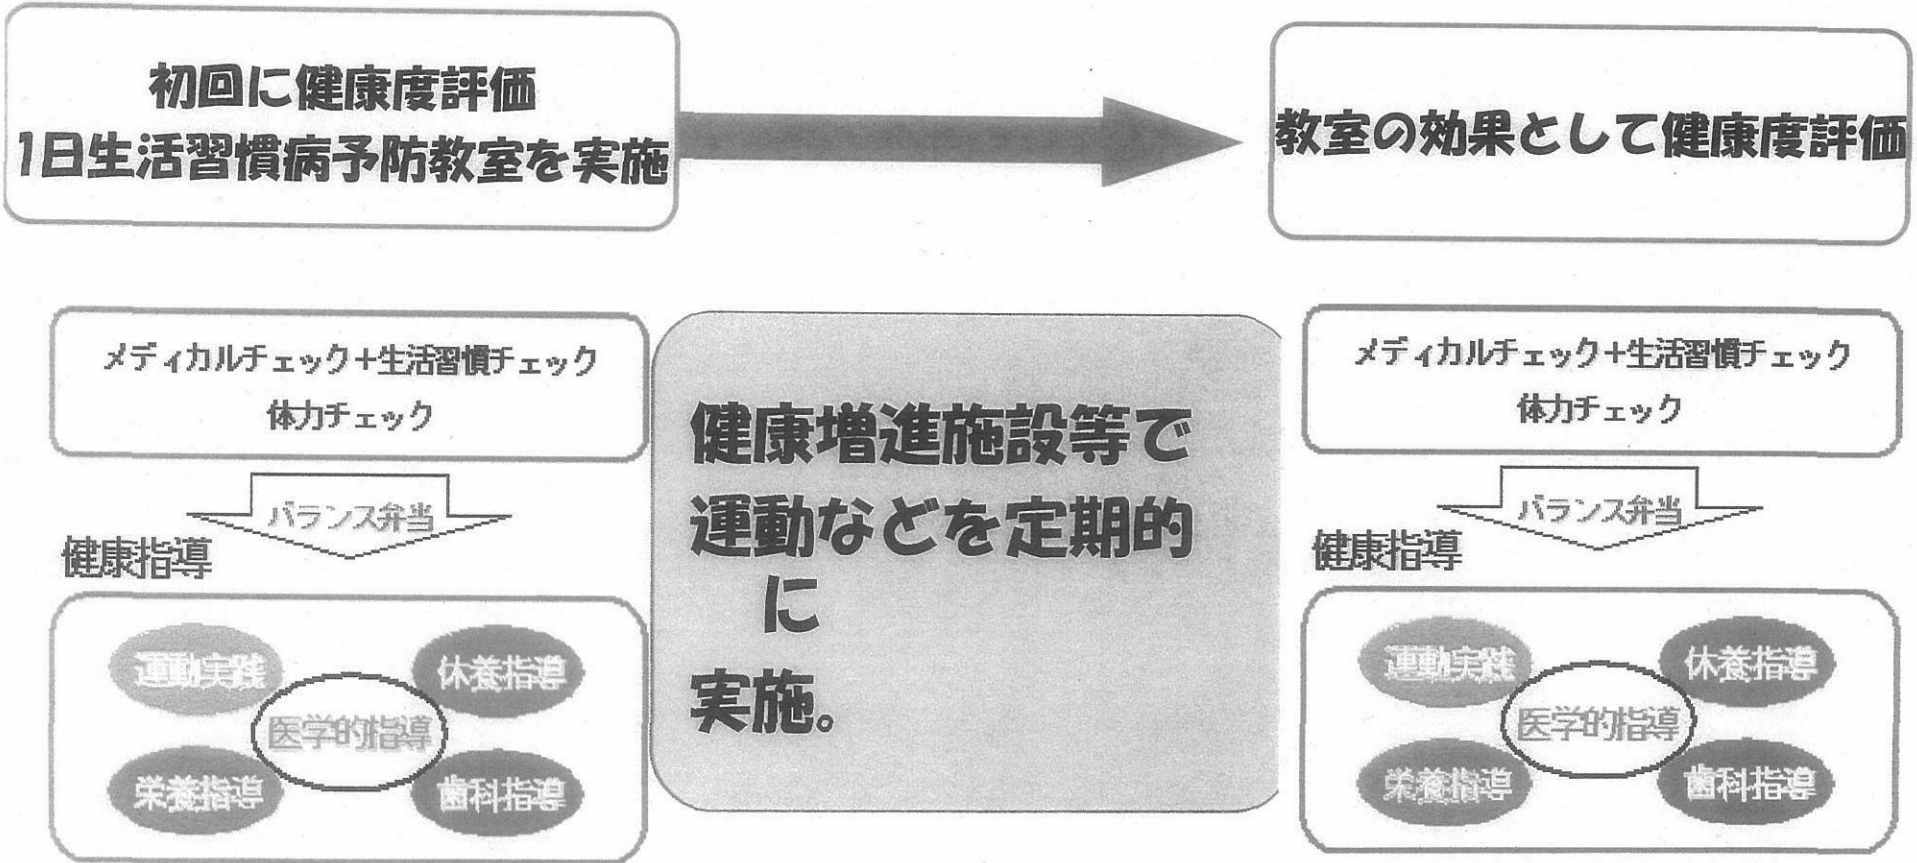 初回に健康度評価
1日生活習慣病予防教室を実施
教室の効果として健康度評価
メディカルチェック+生活習慣チェック
体力チェック
バランス弁当
健康指導
運動実践
休養指導
医学的指導
栄養指導
歯科指導
健康増進施設等で
運動などを定期的
に
実施。
メディカルチェック+生活習慣チェック
体力チェック
バランス弁当
健康指導
運動実践
休養指導
医学的指導
栄養指導
歯科指導